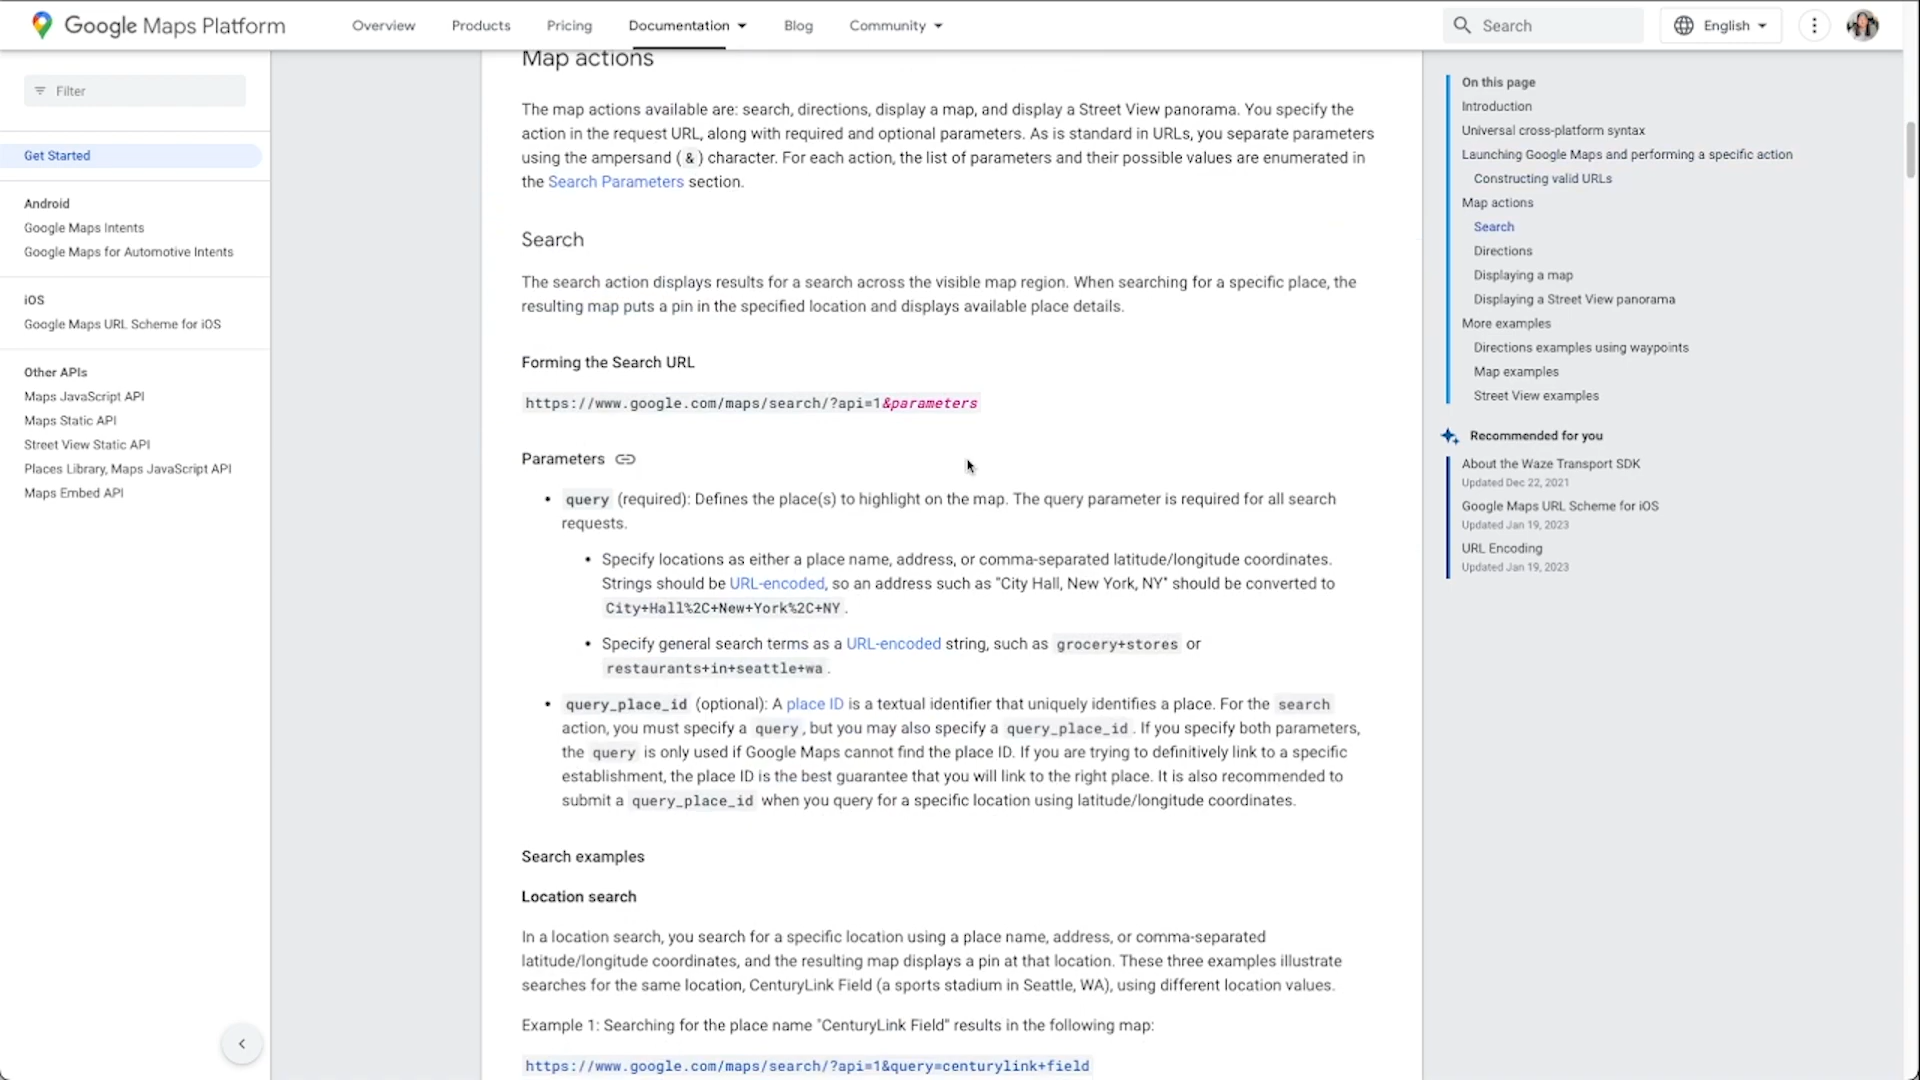 Google Maps Platform
Overview
Products
Pricing
Documentation
Blog
Community
Search
English
Filter
Get Started
Android
Google Maps Intents
Google Maps for Automotive Intents
iOS
Google Maps URL Scheme for iOS
Other APIs
Maps JavaScript API
Maps Static API
Street View Static API
Places Library, Maps JavaScript API
Maps Embed API
Map actions
The map actions available are: search, directions, display a map, and display a Street View panorama. You specify the
action in the request URL, along with required and optional parameters. As is standard in URLs, you separate parameters
using the ampersand ( & ) character. For each action, the list of parameters and their possible values are enumerated in
the Search Parameters section.
Search
The search action displays results for a search across the visible map region. When searching for a specific place, the
resulting map puts a pin in the specified location and displays available place details.
Forming the Search URL
https://www.google.com/maps/search/?api=1&parameters
Parameters
• query (required): Defines the place(s) to highlight on the map. The query parameter is required for all search
requests.
• Specify locations as either a place name, address, or comma-separated latitude/longitude coordinates.
Strings should be URL-encoded, so an address such as "City Hall, New York, NY" should be converted to
City+Hall%2C+New+York%2C+NY .
• Specify general search terms as a URL-encoded string, such as grocery+stores or
restaurants+in+seattle+wa .
• query_place_id (optional): A place ID is a textual identifier that uniquely identifies a place. For the search
action, you must specify a query , but you may also specify a query_place_id . If you specify both parameters,
the query is only used if Google Maps cannot find the place ID. If you are trying to definitively link to a specific
establishment, the place ID is the best guarantee that you will link to the right place. It is also recommended to
submit a query_place_id when you query for a specific location using latitude/longitude coordinates.
Search examples
Location search
In a location search, you search for a specific location using a place name, address, or comma-separated
latitude/longitude coordinates, and the resulting map displays a pin at that location. These three examples illustrate
searches for the same location, CenturyLink Field (a sports stadium in Seattle, WA), using different location values.
Example 1: Searching for the place name "CenturyLink Field" results in the following map:
https://www.google.com/maps/search/?api=1&query=centurylink+field
On this page
Introduction
Universal cross-platform syntax
Launching Google Maps and performing a specific action
Constructing valid URLs
Map actions
Search
Directions
Displaying a map
Displaying a Street View panorama
More examples
Directions examples using waypoints
Map examples
Street View examples
Recommended for you
About the Waze Transport SDK
Updated Dec 22, 2021
Google Maps URL Scheme for iOS
Updated Jan 19, 2023
URL Encoding
Updated Jan 19, 2023